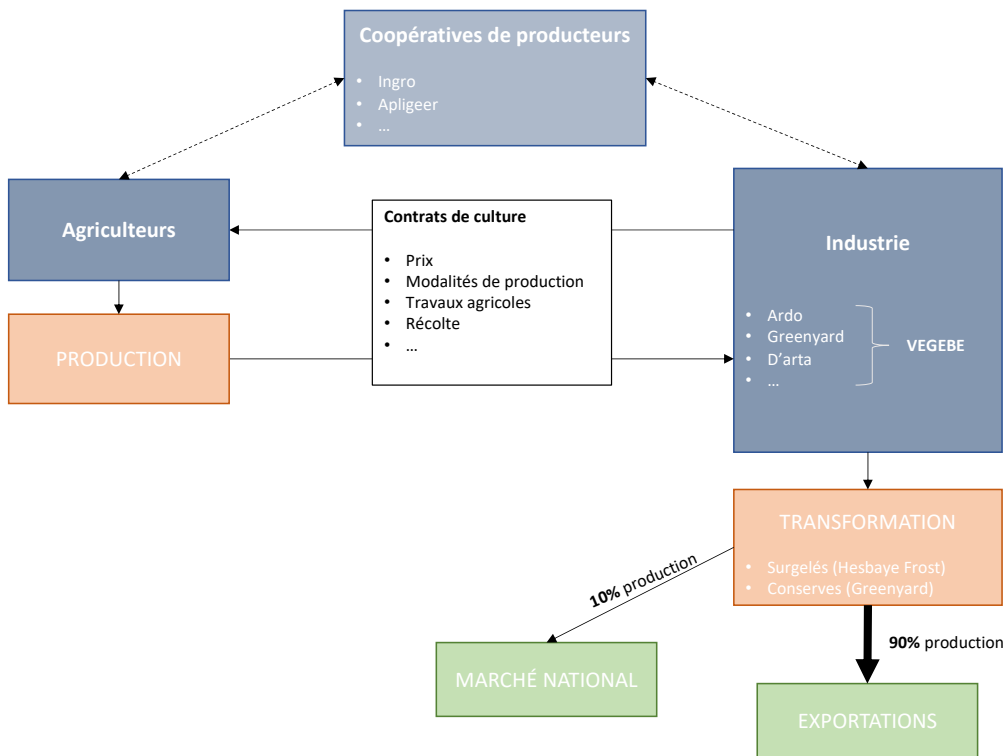 Coopératives de producteurs
• Ingro
• Apligeer
• ...
Agriculteurs
Contrats de culture
• Prix
• Modalités de production
• Travaux agricoles
• Récolte
• ...
Industrie
• Ardo
• Greenyard
• D'arta
• ...
VEGEBE
PRODUCTION
TRANSFORMATION
• Surgelés (Hesbaye Frost)
• Conserves (Greenyard)
10% production
90% production
MARCHÉ NATIONAL
EXPORTATIONS